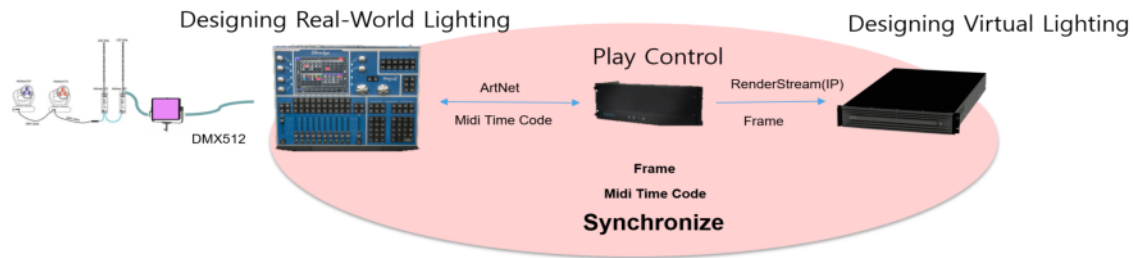 Designing Real-World Lighting
Designing Virtual Lighting
Play Control
ArtNet
RenderStream(IP)
DMX512
Midi Time Code
Frame
Frame
Midi Time Code
Synchronize